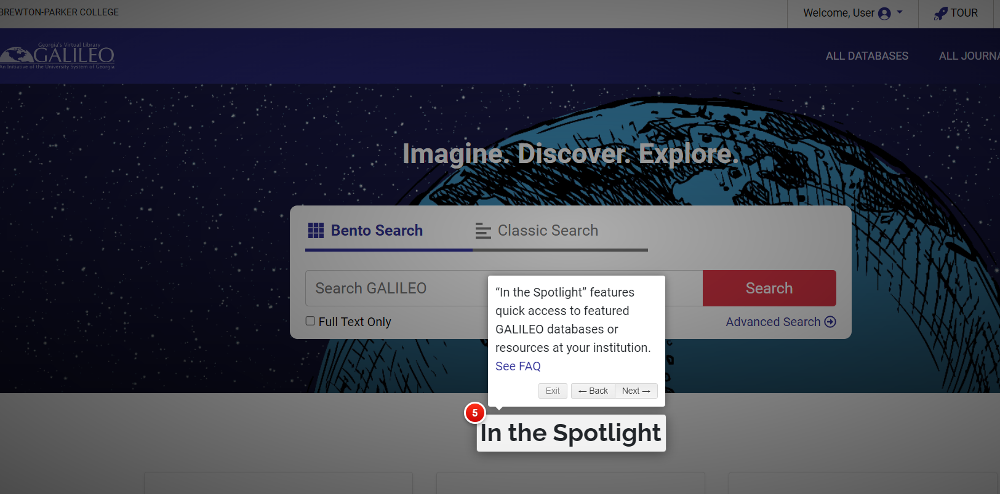 BREWTON-PARKER COLLEGE
Welcome, User
TOUR
Georgia's Virtual Library
GALILEO
An Initiative of the University System of Georgia
ALL DATABASES
ALL JOURNA
Imagine. Discover. Explore.
Bento Search
Classic Search
Search GALILEO
Search
Full Text Only
Advanced Search
“In the Spotlight” features
quick access to featured
GALILEO databases or
resources at your institution.
See FAQ
Exit
← Back
Next →
5
In the Spotlight